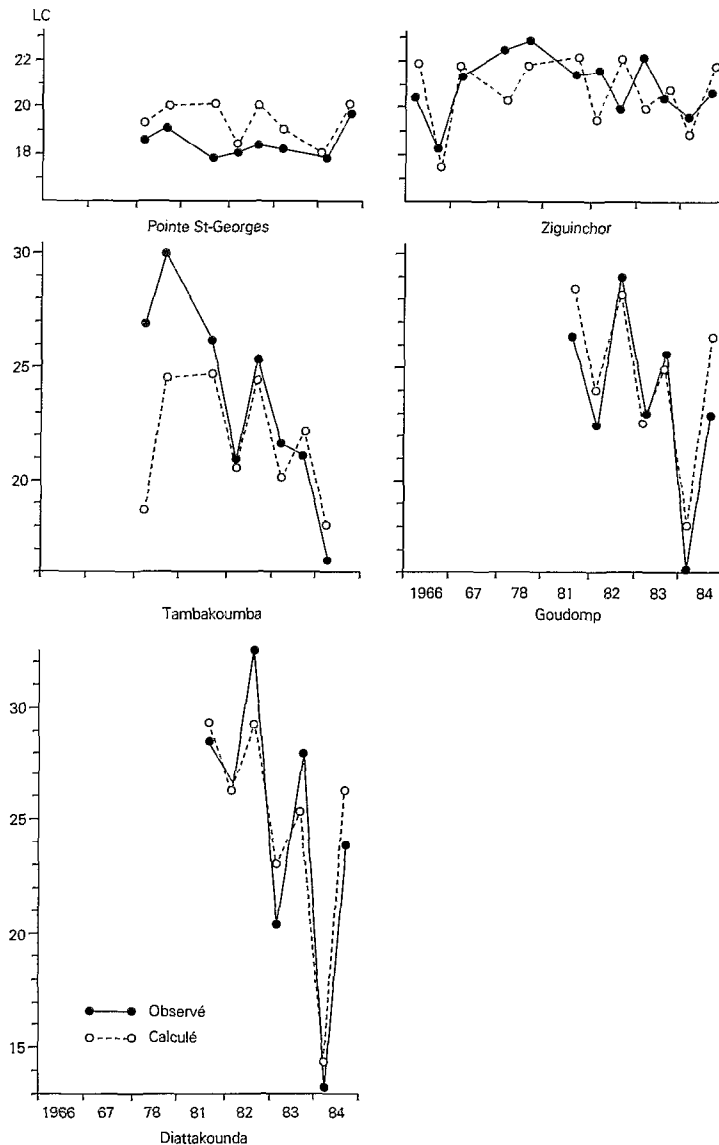 LC
22
20
18
Pointe St-Georges
Ziguinchor
30
25
20
Tambakoumba
1966 67 78 81 82 83 84
Goudomp
30
25
20
15
Observé
Calculé
1966 67 78 81 82 83 84
Diattakounda